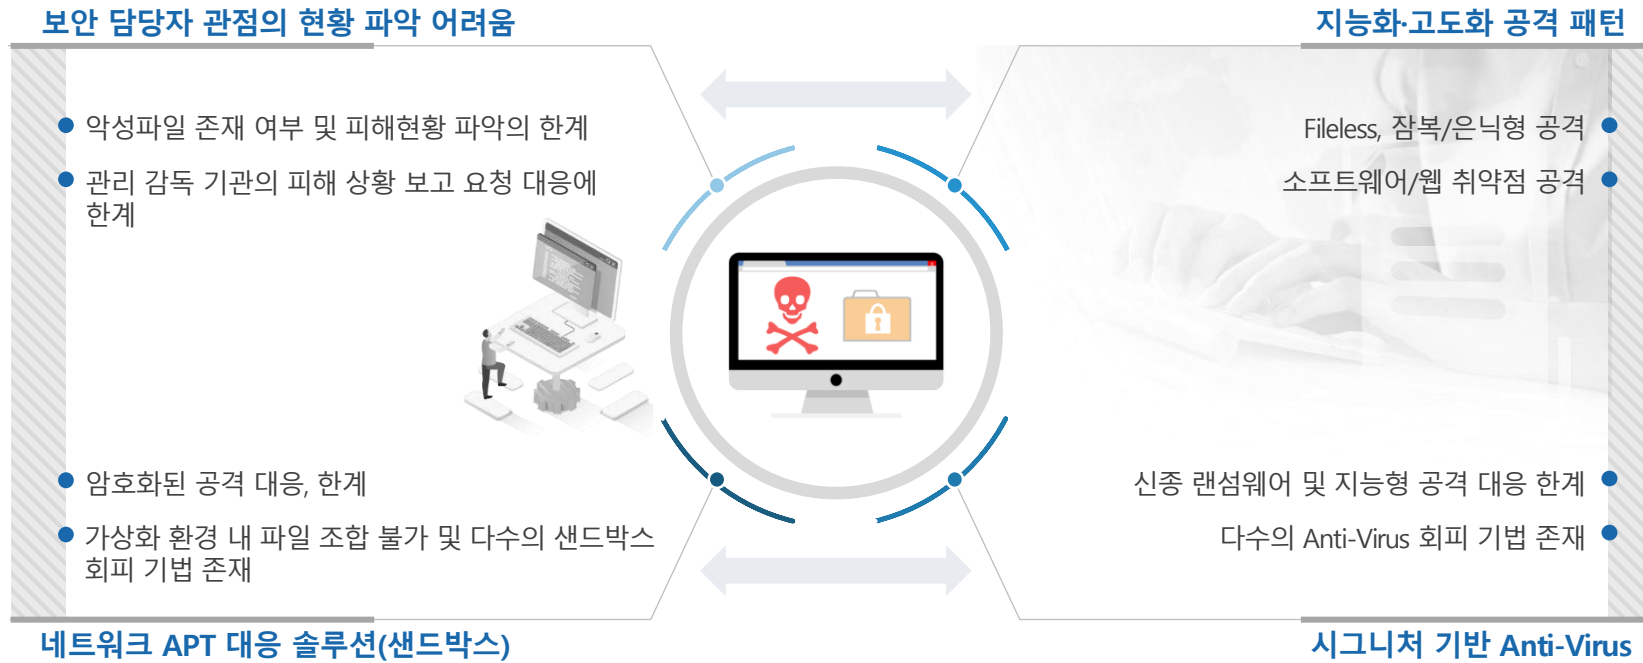 보안 담당자 관점의 현황 파악 어려움
악성파일 존재 여부 및 피해현황 파악의 한계
관리 감독 기관의 피해 상황 보고 요청 대응에
한계
지능화·고도화 공격 패턴
Fileless, 잠복/은닉형 공격
소프트웨어/웹 취약점 공격
암호화된 공격 대응, 한계
가상화 환경 내 파일 조합 불가 및 다수의 샌드박스
회피 기법 존재
네트워크 APT 대응 솔루션(샌드박스)
신종 랜섬웨어 및 지능형 공격 대응 한계
다수의 Anti-Virus 회피 기법 존재
시그니처 기반 Anti-Virus